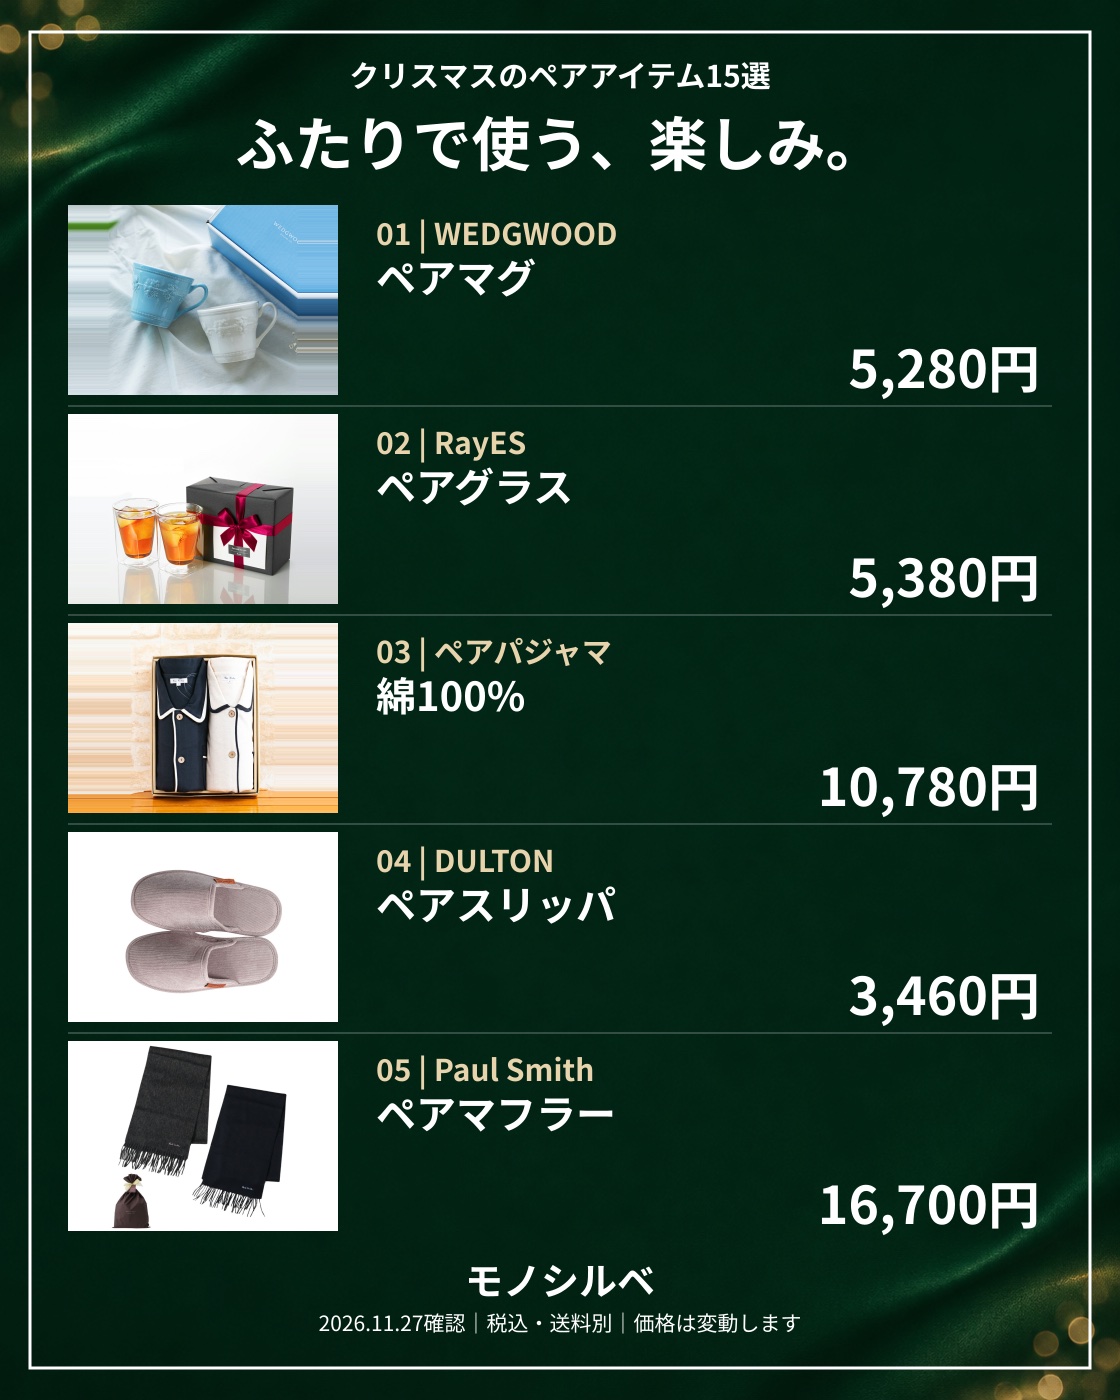 クリスマスのペアアイテム15選
ふたりで使う、楽しみ。
01 | WEDGWOOD
ペアマグ
5,280円
02 | RayES
ペアグラス
5,380円
03 | ペアパジャマ
綿100%
10,780円
04 | DULTON
ペアスリッパ
3,460円
05 | Paul Smith
ペアマフラー
16,700円
モノシルベ
2026.11.27確認｜税込・送料別｜価格は変動します